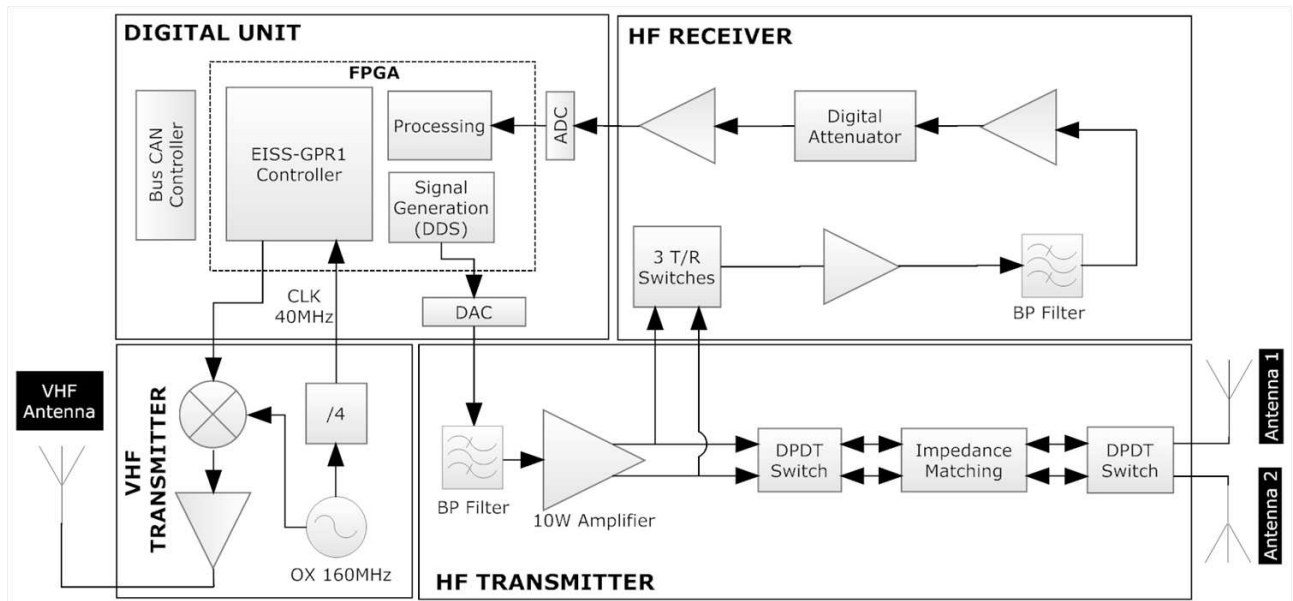 DIGITAL UNIT
FPGA
Bus CAN
Controller
EISS-GPR1
Controller
Processing
Signal
Generation
(DDS)
ADC
DAC
CLK
40MHz
HF RECEIVER
Digital
Attenuator
3 T/R
Switches
BP Filter
VHF
Antenna
VHF
TRANSMITTER
/4
OX 160MHz
HF TRANSMITTER
BP Filter
10W Amplifier
DPDT
Switch
Impedance
Matching
DPDT
Switch
Antenna 1
Antenna 2